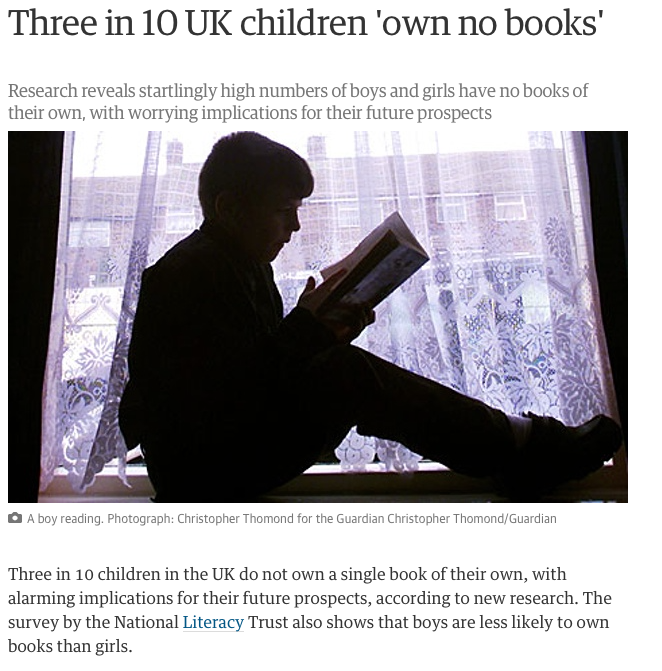 Three in 10 UK children 'own no books'
Research reveals startlingly high numbers of boys and girls have no books of
their own, with worrying implications for their future prospects
A boy reading. Photograph: Christopher Thomond for the Guardian Christopher Thomond/Guardian
Three in 10 children in the UK do not own a single book of their own, with
alarming implications for their future prospects, according to new research. The
survey by the National Literacy Trust also shows that boys are less likely to own
books than girls.